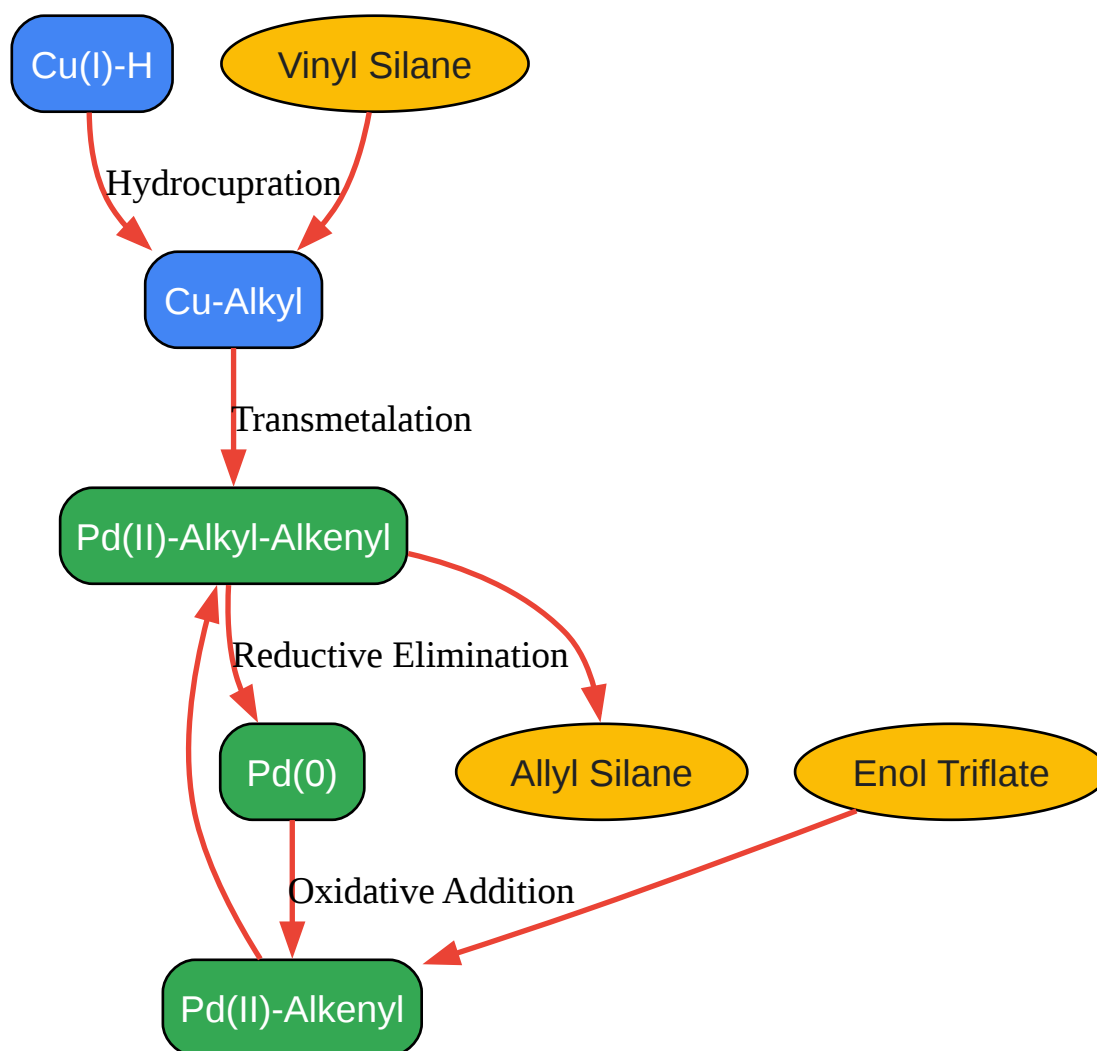 Cu(I)-H
Vinyl Silane
Hydrocupration
Cu-Alkyl
Transmetalation
Pd(II)-Alkyl-Alkenyl
Reductive Elimination
Pd(0)
Allyl Silane
Enol Triflate
Oxidative Addition
Pd(II)-Alkenyl